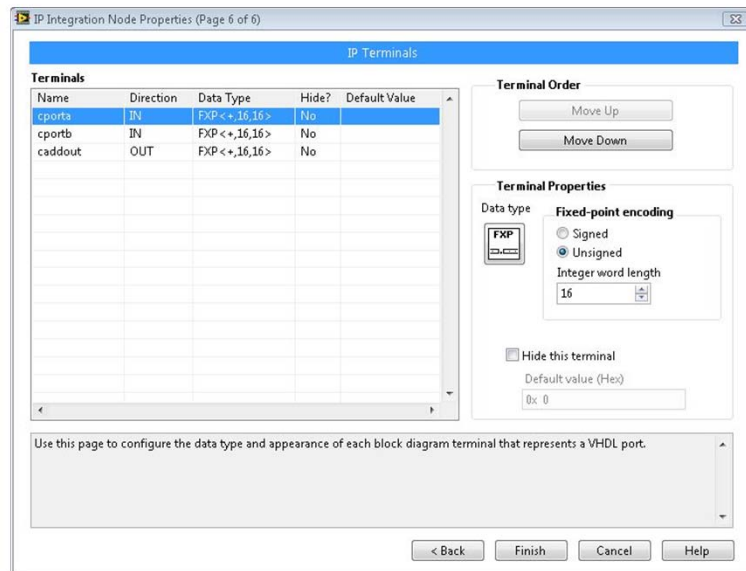 IP Integration Node Properties (Page 6 of 6)
IP Terminals
Terminals
Name Direction Data Type Hide? Default Value
cporta IN FXP<+,16,16> No
cportb IN FXP<+,16,16> No
caddout OUT FXP<+,16,16> No
Terminal Order
Move Up
Move Down
Terminal Properties
Data type
FXP
Fixed-point encoding
Signed
Unsigned
Integer word length
16
Hide this terminal
Default value (Hex)
0x 0
Use this page to configure the data type and appearance of each block diagram terminal that represents a VHDL port.
< Back Finish Cancel Help